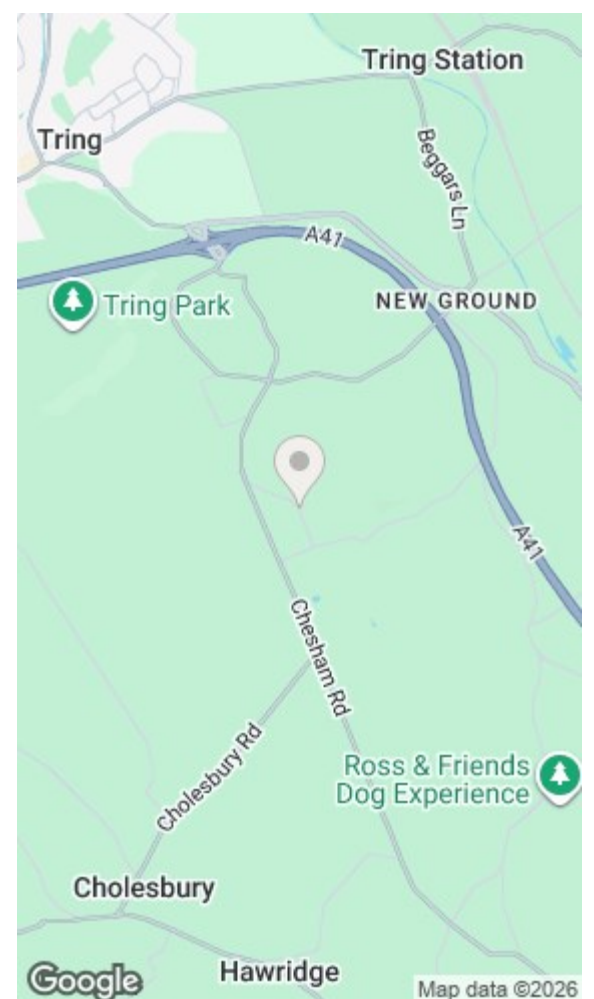 Tring Station
Tring
Beggars Ln
A41
NEW GROUND
Tring Park
A41
Chesham Rd
Cholesbury Rd
Ross & Friends
Dog Experience
Cholesbury
Hawridge
Google
Map data ©2026